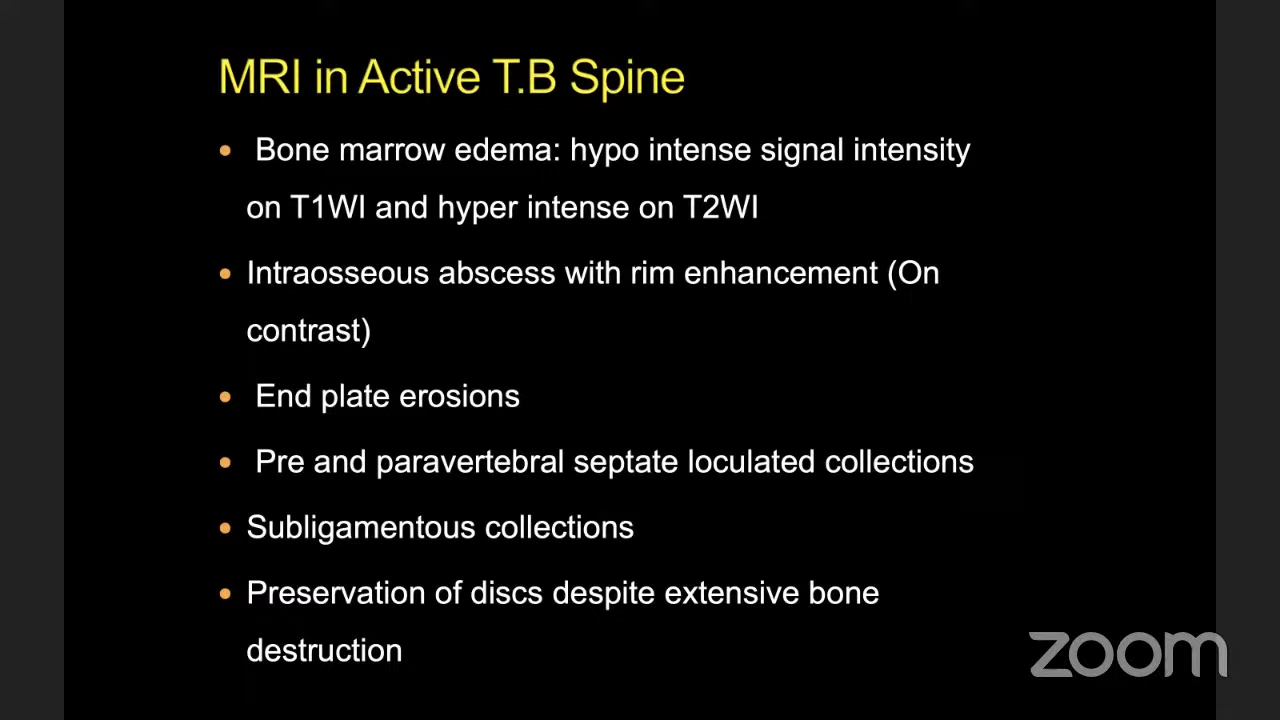 MRI in Active T.B Spine
• Bone marrow edema: hypo intense signal intensity
on T1WI and hyper intense on T2WI
• Intraosseous abscess with rim enhancement (On
contrast)
• End plate erosions
• Pre and paravertebral septate loculated collections
• Subligamentous collections
• Preservation of discs despite extensive bone
destruction
zoom